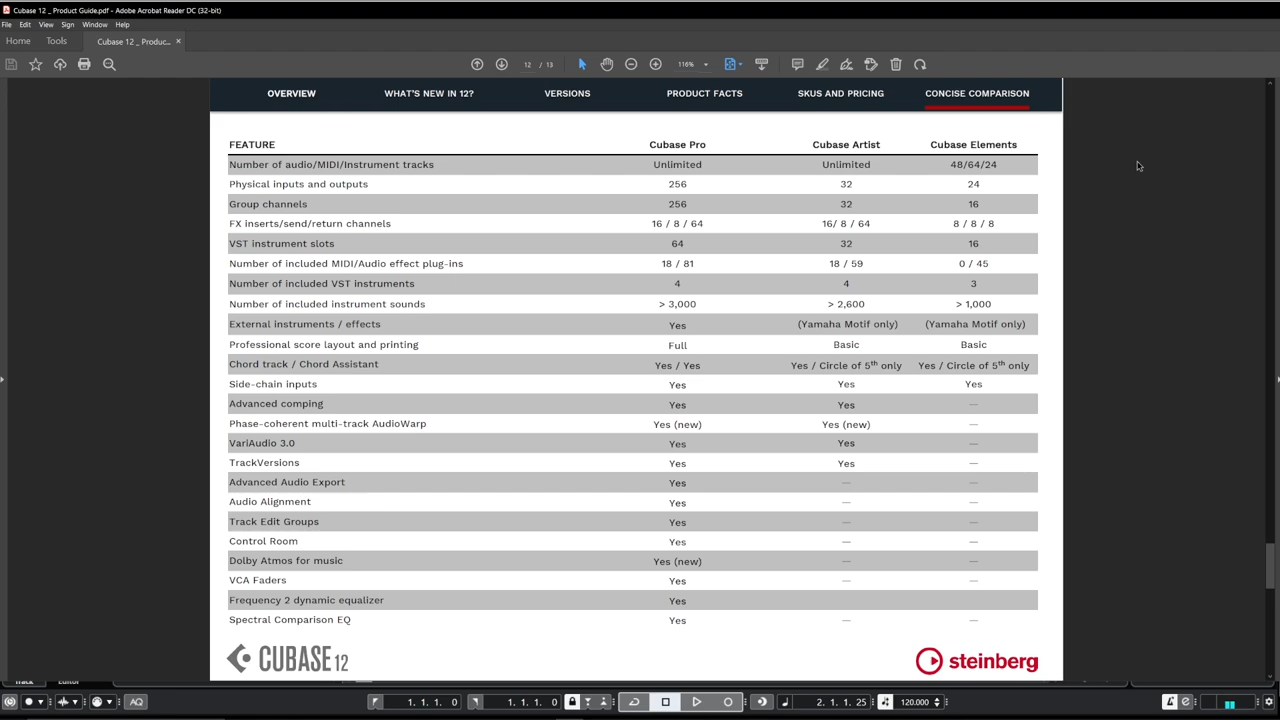 Cubase 12 _ Product Guide.pdf - Adobe Acrobat Reader DC (32-bit)
File Edit View Sign Window Help
Home Tools Cubase 12 _ Produc... ×
12 / 13 116%
OVERVIEW WHAT'S NEW IN 12? VERSIONS PRODUCT FACTS SKUS AND PRICING CONCISE COMPARISON
FEATURE Cubase Pro Cubase Artist Cubase Elements
Number of audio/MIDI/Instrument tracks Unlimited Unlimited 48/64/24
Physical inputs and outputs 256 32 24
Group channels 256 32 16
FX inserts/send/return channels 16 / 8 / 64 16/ 8 / 64 8 / 8 / 8
VST instrument slots 64 32 16
Number of included MIDI/Audio effect plug-ins 18 / 81 18 / 59 0 / 45
Number of included VST instruments 4 4 3
Number of included instrument sounds > 3,000 > 2,600 > 1,000
External instruments / effects Yes (Yamaha Motif only) (Yamaha Motif only)
Professional score layout and printing Full Basic Basic
Chord track / Chord Assistant Yes / Yes Yes / Circle of 5th only Yes / Circle of 5th only
Side-chain inputs Yes Yes Yes
Advanced comping Yes Yes —
Phase-coherent multi-track AudioWarp Yes (new) Yes (new) —
VariAudio 3.0 Yes Yes —
TrackVersions Yes Yes —
Advanced Audio Export Yes — —
Audio Alignment Yes — —
Track Edit Groups Yes — —
Control Room Yes — —
Dolby Atmos for music Yes (new) — —
VCA Faders Yes — —
Frequency 2 dynamic equalizer Yes
Spectral Comparison EQ Yes — —
CUBASE 12 steinberg
Track Editor
AQ 1. 1. 1. 0 1. 1. 1. 0 2. 1. 1. 25 120.000